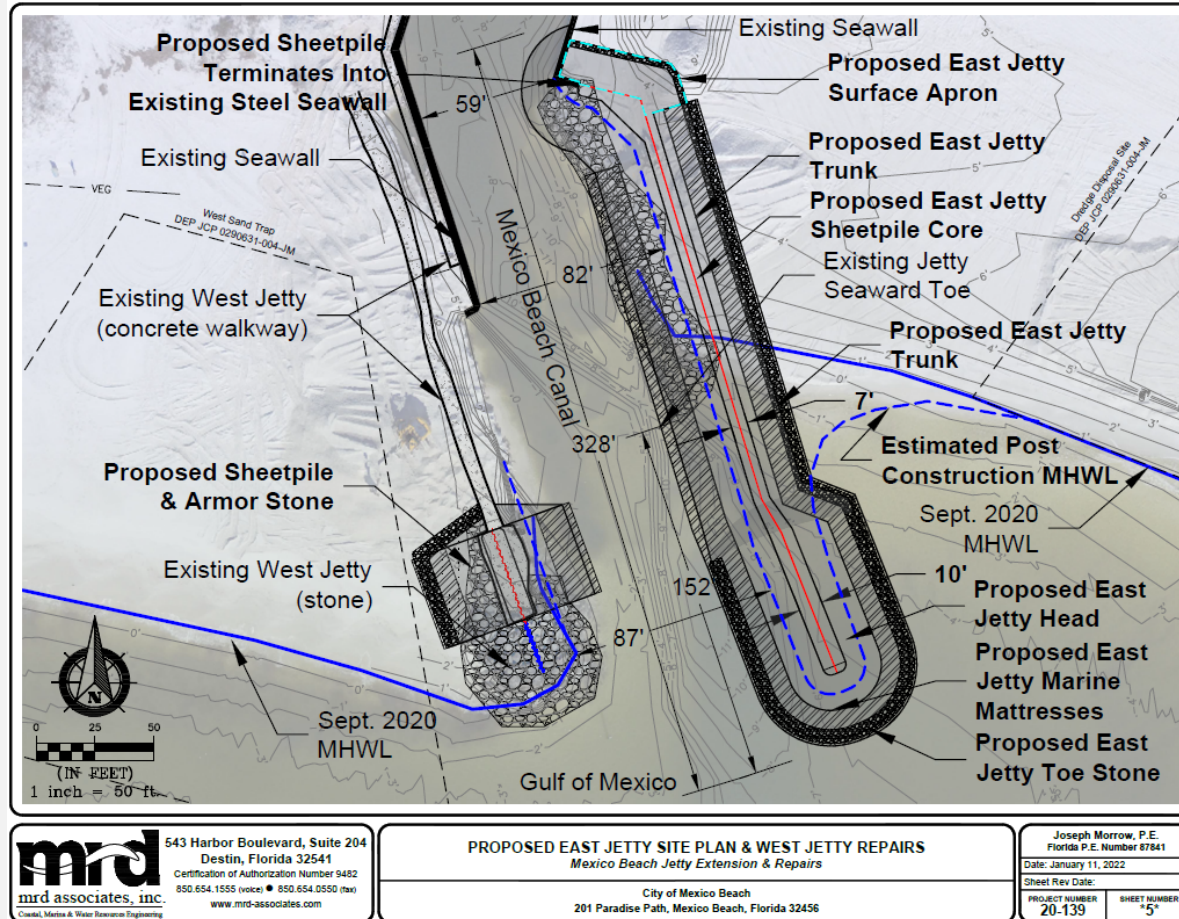 Existing Seawall
Proposed Sheetpile
Terminates Into
Existing Steel Seawall
59'
4'
Proposed East Jetty
Surface Apron
Existing Seawall
VEG
West Sand Trap
DEP JCP 0290631-004-JM
Dredge Disposal Site
DEP JCP 0290631-004-JM
5'
6'
Proposed East Jetty
Trunk
Proposed East Jetty
Sheetpile Core
Existing Jetty
Seaward Toe
Mexico Beach Canal
82'
Existing West Jetty
(concrete walkway)
Proposed East Jetty
Trunk
7'
328'
Estimated Post
Construction MHWL
Proposed Sheetpile
& Armor Stone
Sept. 2020
MHWL
Existing West Jetty
(stone)
152
10'
Proposed East
Jetty Head
87'
Proposed East
Jetty Marine
Mattresses
Proposed East
Jetty Toe Stone
Sept. 2020
MHWL
Gulf of Mexico
N
0 25 50
(IN FEET)
1 inch = 50 ft.
mrd
mrd associates, inc.
Coastal, Marine & Water Resources Engineering
543 Harbor Boulevard, Suite 204
Destin, Florida 32541
Certification of Authorization Number 9482
850.654.1555 (voice) ● 850.654.0550 (fax)
www.mrd-associates.com
PROPOSED EAST JETTY SITE PLAN & WEST JETTY REPAIRS
Mexico Beach Jetty Extension & Repairs
City of Mexico Beach
201 Paradise Path, Mexico Beach, Florida 32456
Joseph Morrow, P.E.
Florida P.E. Number 87841
Date: January 11, 2022
Sheet Rev Date:
PROJECT NUMBER
20-139
SHEET NUMBER
*5*